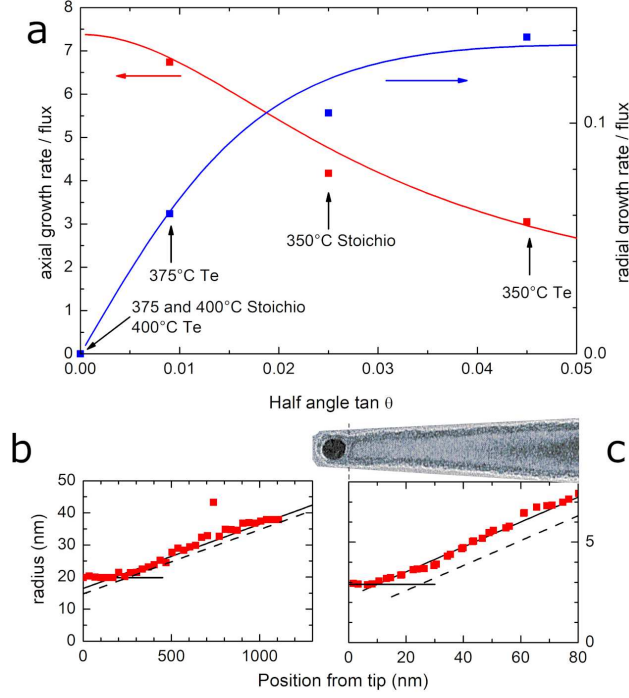 a
8
7
6
5
4
3
2
1
0
axial growth rate / flux
0.1
0.0
radial growth rate / flux
375°C Te
350°C Stoichio
350°C Te
375 and 400°C Stoichio
400°C Te
0.00 0.01 0.02 0.03 0.04 0.05
Half angle tan θ
b
c
50
40
30
20
10
0
radius (nm)
0 500 1000
5
0
0 20 40 60 80
Position from tip (nm)